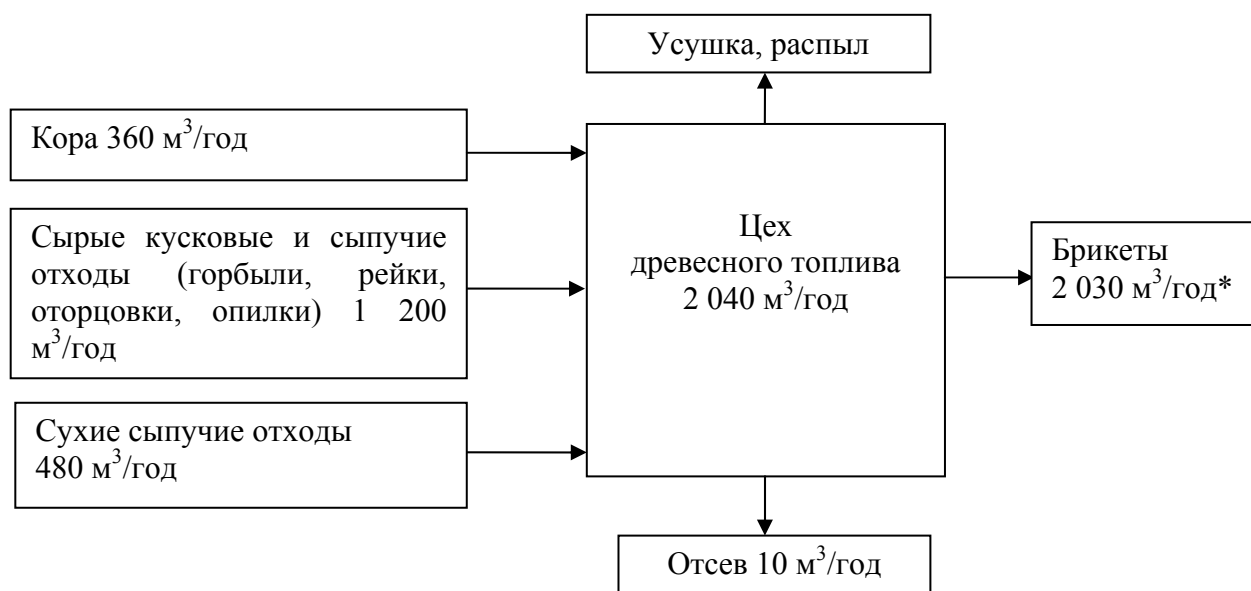 Усушка, распыл
Кора 360 м³/год
Сырые кусковые и сыпучие
отходы (горбыли, рейки,
оторцовки, опилки) 1 200
м³/год
Сухие сыпучие отходы
480 м³/год
Цех
древесного топлива
2 040 м³/год
Брикеты
2 030 м³/год*
Отсев 10 м³/год